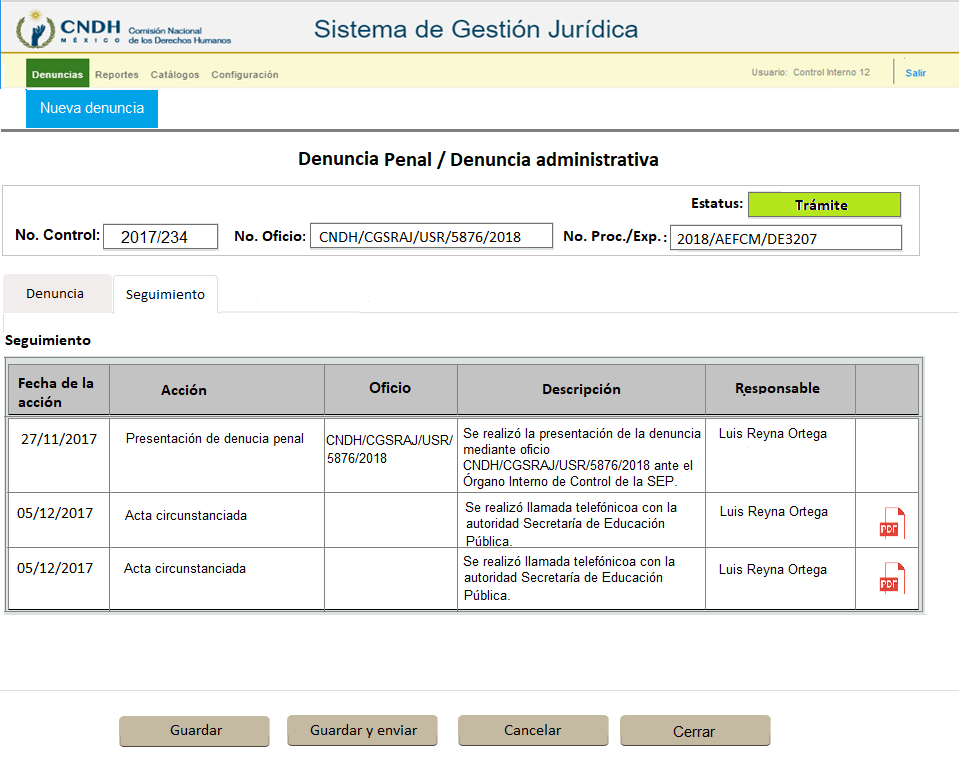 CNDH
MÉXICO
Comisión Nacional
de los Derechos Humanos
Sistema de Gestión Jurídica
Denuncias Reportes Catálogos Configuración
Usuario: Control Interno 12
Salir
Nueva denuncia
Denuncia Penal / Denuncia administrativa
Estatus: Trámite
No. Control: 2017/234 No. Oficio: CNDH/CGSRAJ/USR/5876/2018 No. Proc./Exp.: 2018/AEFCM/DE3207
Denuncia Seguimiento
Seguimiento
Fecha de la
acción
Acción
Oficio
Descripción
Responsable
27/11/2017
Presentación de denucia penal
CNDH/CGSRAJ/USR/
5876/2018
Se realizó la presentación de la denuncia
mediante oficio
CNDH/CGSRAJ/USR/5876/2018 ante el
Órgano Interno de Control de la SEP.
Luis Reyna Ortega
05/12/2017
Acta circunstanciada
Se realizó llamada telefónicoa con la
autoridad Secretaría de Educación
Pública.
Luis Reyna Ortega
PDF
05/12/2017
Acta circunstanciada
Se realizó llamada telefónicoa con la
autoridad Secretaría de Educación
Pública.
Luis Reyna Ortega
PDF
Guardar Guardar y enviar Cancelar Cerrar